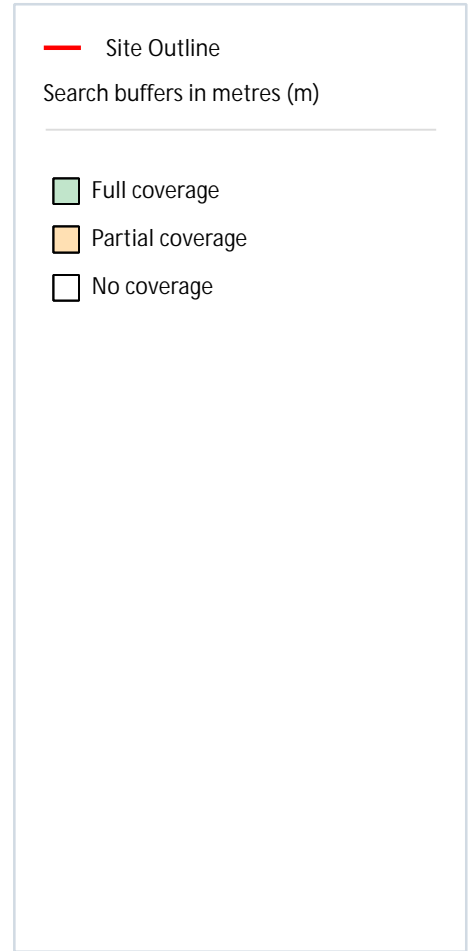 Site Outline
Search buffers in metres (m)
Full coverage
Partial coverage
No coverage